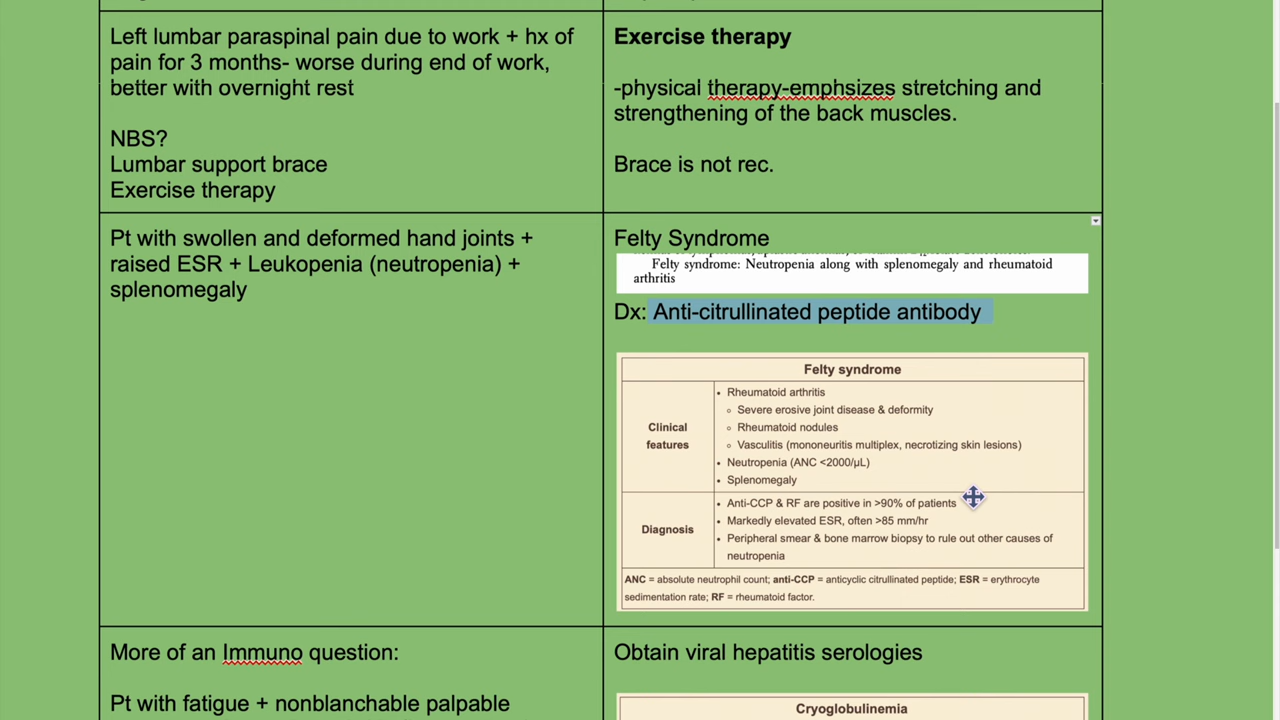 Left lumbar paraspinal pain due to work + hx of
pain for 3 months- worse during end of work,
better with overnight rest
NBS?
Lumbar support brace
Exercise therapy
Exercise therapy
-physical therapy-emphsizes stretching and
strengthening of the back muscles.
Brace is not rec.
Pt with swollen and deformed hand joints +
raised ESR + Leukopenia (neutropenia) +
splenomegaly
Felty Syndrome
Felty syndrome: Neutropenia along with splenomegaly and rheumatoid
arthritis
Dx: Anti-citrullinated peptide antibody
Felty syndrome
Clinical
features
• Rheumatoid arthritis
○ Severe erosive joint disease & deformity
○ Rheumatoid nodules
○ Vasculitis (mononeuritis multiplex, necrotizing skin lesions)
• Neutropenia (ANC <2000/µL)
• Splenomegaly
Diagnosis
• Anti-CCP & RF are positive in >90% of patients
• Markedly elevated ESR, often >85 mm/hr
• Peripheral smear & bone marrow biopsy to rule out other causes of
neutropenia
ANC = absolute neutrophil count; anti-CCP = anticyclic citrullinated peptide; ESR = erythrocyte
sedimentation rate; RF = rheumatoid factor.
More of an Immuno question:
Pt with fatigue + nonblanchable palpable
Obtain viral hepatitis serologies
Cryoglobulinemia